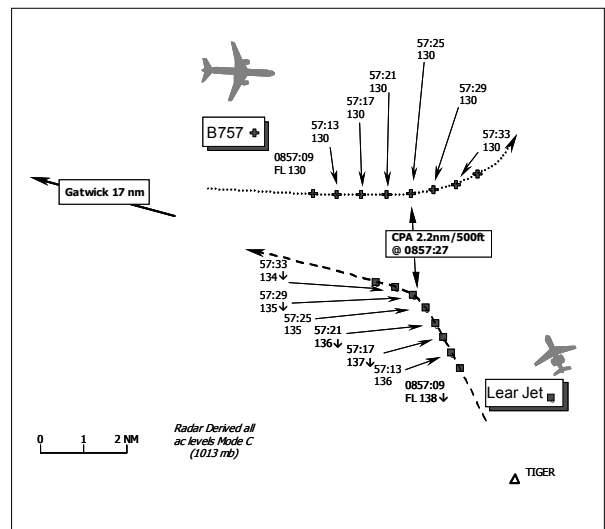 57:25
130
57:21
130
57:29
130
57:17
130
57:13
130
57:33
130
B757
0857:09
FL 130
Gatwick 17 nm
CPA 2.2nm/500ft
@ 0857:27
57:33
134↓
57:29
135↓
57:25
135
57:21
136↓
57:17
137↓
57:13
136
0857:09
FL 138↓
Lear Jet
Radar Derived all
ac levels Mode C
(1013 mb)
0 1 2 NM
TIGER